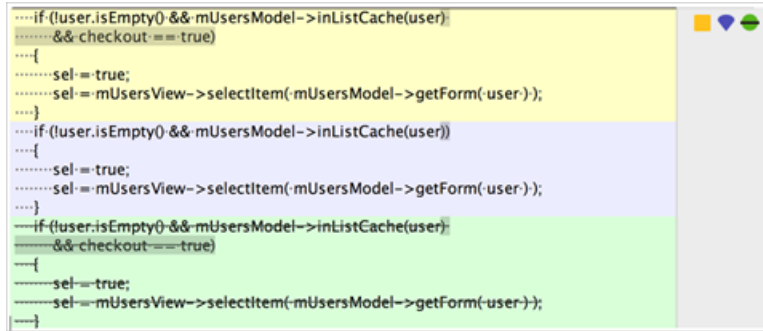 if (!user.isEmpty() && mUsersModel->inListCache(user)
&& checkout == true)
{
sel = true;
sel = mUsersView->selectItem( mUsersModel->getForm( user ) );
}
if (!user.isEmpty() && mUsersModel->inListCache(user))
{
sel = true;
sel = mUsersView->selectItem( mUsersModel->getForm( user ) );
}
if (!user.isEmpty() && mUsersModel->inListCache(user)
&& checkout == true)
{
sel = true;
sel = mUsersView->selectItem( mUsersModel->getForm( user ) );
}